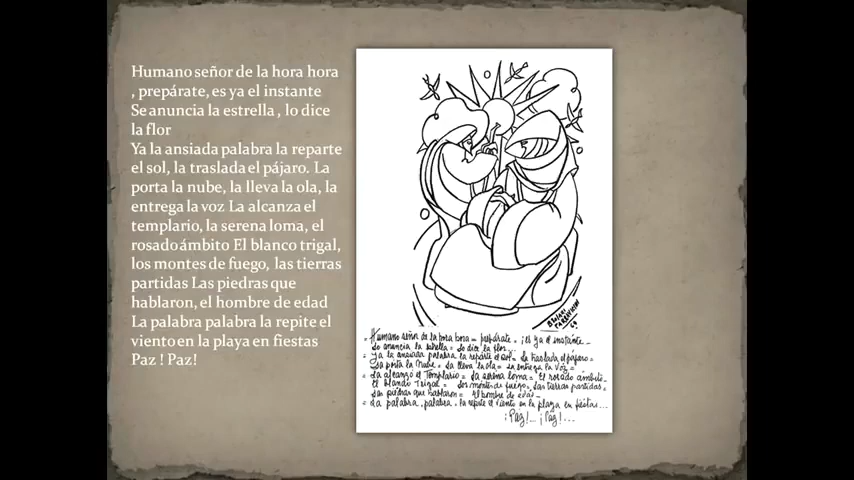 Humano señor de la hora hora
, prepárate, es ya el instante
Se anuncia la estrella , lo dice
la flor
Ya la ansiada palabra la reparte
el sol, la traslada el pájaro. La
porta la nube, la lleva la ola, la
entrega la voz La alcanza el
templario, la serena loma, el
rosado ámbito El blanco trigal,
los montes de fuego, las tierras
partidas Las piedras que
hablaron, el hombre de edad
La palabra palabra la repite el
viento en la playa en fiestas
Paz ! Paz!
64
= Humano señor de la hora hora = prepárate = ¡es ya el instante =
Se anuncia la estrella = lo dice la flor...
= Ya la ansiada palabra la reparte el sol = la traslada el pájaro =
La porta la nube = la lleva la ola = la entrega la voz =
= La alcanza el Templario = la serena loma = El rosado ámbito =
El blanco Trigal = los montes de fuego = las tierras partidas =
Las piedras que hablaron = el hombre de edad =
= La palabra, palabra = la repite el viento en la playa en fiestas...
¡Paz!... ¡Paz!...